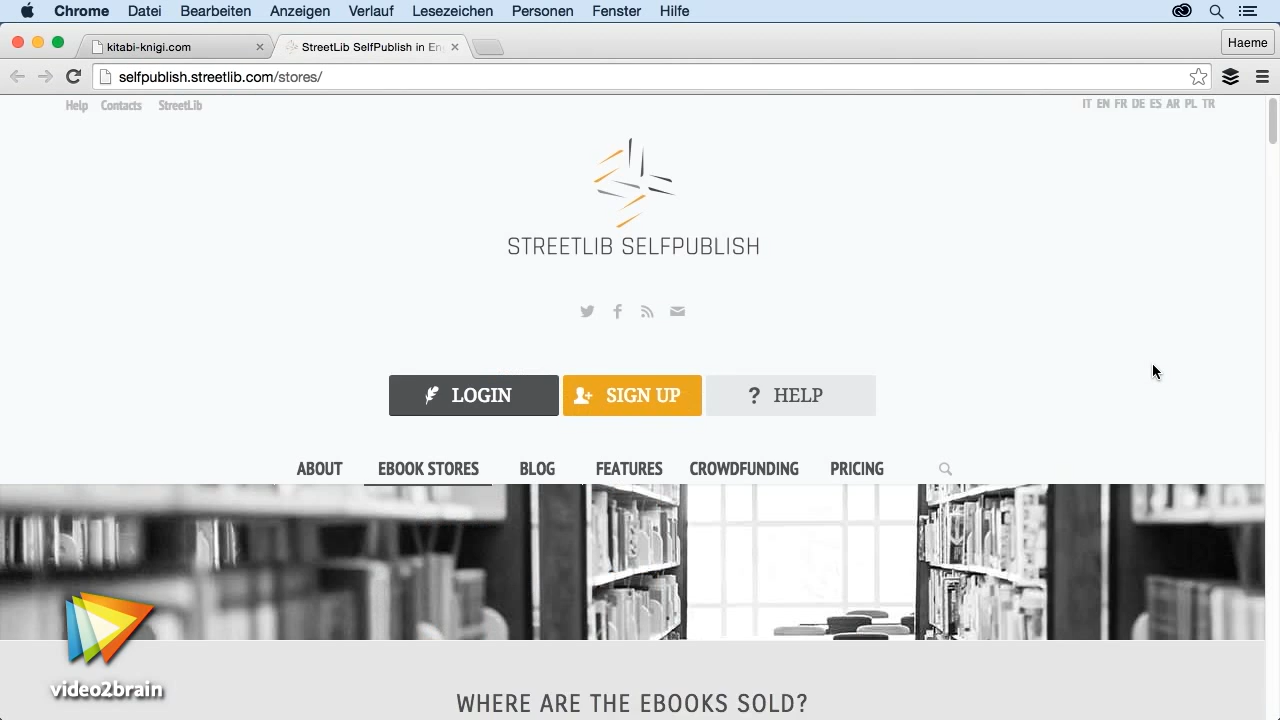 Chrome Datei Bearbeiten Anzeigen Verlauf Lesezeichen Personen Fenster Hilfe
kitabi-knigi.com StreetLib SelfPublish in En Haeme
selfpublish.streetlib.com/stores/
Help Contacts StreetLib IT EN FR DE ES AR PL TR
STREETLIB SELFPUBLISH
LOGIN SIGN UP ? HELP
ABOUT EBOOK STORES BLOG FEATURES CROWDFUNDING PRICING
video2brain
WHERE ARE THE EBOOKS SOLD?